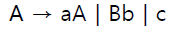 A → aA | Bb | c